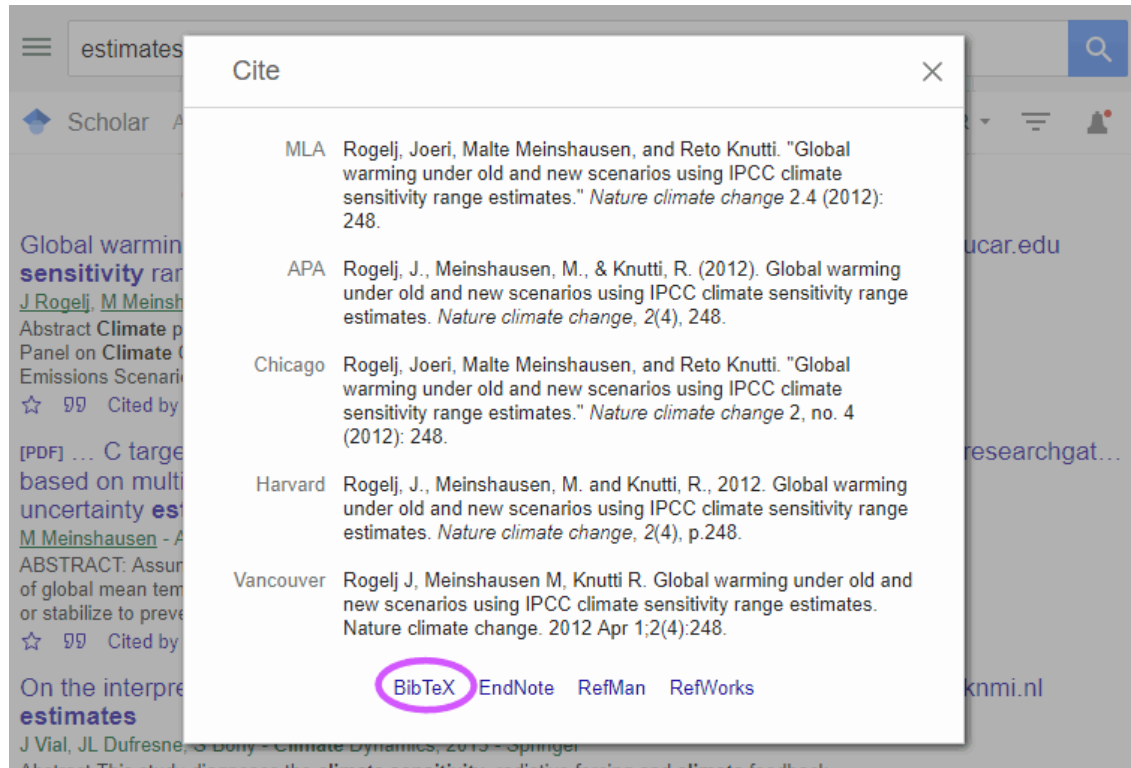 estimates
Cite
Scholar
MLA Rogelj, Joeri, Malte Meinshausen, and Reto Knutti. "Global
warming under old and new scenarios using IPCC climate
sensitivity range estimates." Nature climate change 2.4 (2012):
248.
APA Rogelj, J., Meinshausen, M., & Knutti, R. (2012). Global warming
under old and new scenarios using IPCC climate sensitivity range
estimates. Nature climate change, 2(4), 248.
Chicago Rogelj, Joeri, Malte Meinshausen, and Reto Knutti. "Global
warming under old and new scenarios using IPCC climate
sensitivity range estimates." Nature climate change 2, no. 4
(2012): 248.
Harvard Rogelj, J., Meinshausen, M. and Knutti, R., 2012. Global warming
under old and new scenarios using IPCC climate sensitivity range
estimates. Nature climate change, 2(4), p.248.
Vancouver Rogelj J, Meinshausen M, Knutti R. Global warming under old and
new scenarios using IPCC climate sensitivity range estimates.
Nature climate change. 2012 Apr 1;2(4):248.
BibTeX EndNote RefMan RefWorks
Global warmin
ucar.edu
sensitivity ran
J Rogelj, M Meinsh
Abstract Climate p
Panel on Climate
Emissions Scenari
Cited by
[PDF] … C targe
researchgat…
based on multi
uncertainty es
M Meinshausen - A
ABSTRACT: Assur
of global mean tem
or stabilize to preve
Cited by
On the interpre
knmi.nl
estimates
J Vial, JL Dufresne, S Bony - Climate Dynamics, 2013 - Springer